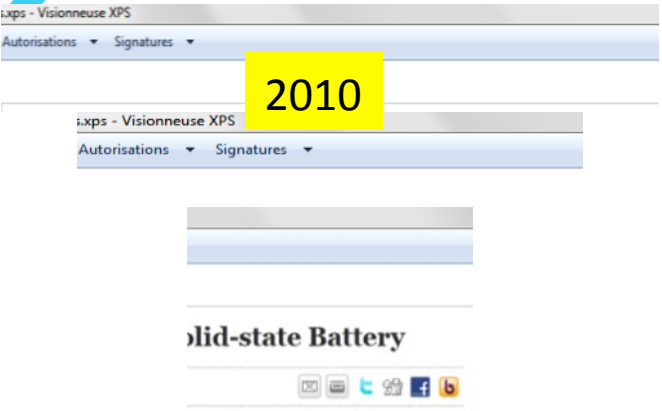 s.xps - Visionneuse XPS
Autorisations Signatures
2010
s.xps - Visionneuse XPS
Autorisations Signatures
olid-state Battery